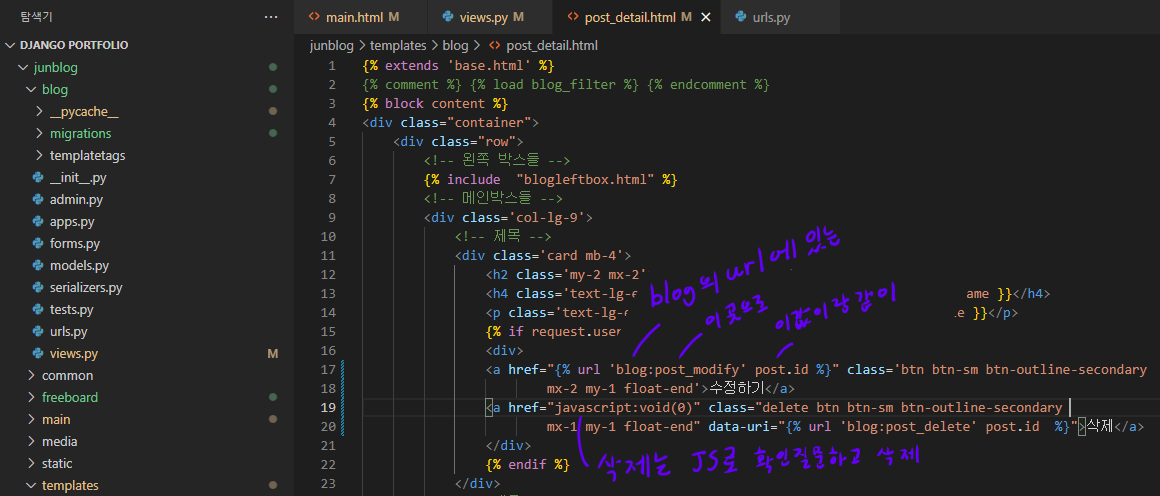 탐색기
DJANGO PORTFOLIO
junblog
blog
__pycache__
migrations
templatetags
__init__.py
admin.py
apps.py
forms.py
models.py
serializers.py
tests.py
urls.py
views.py M
common
freeboard
main
media
static
templates
main.html M views.py M post_detail.html M urls.py
junblog > templates > blog > post_detail.html
1 {% extends 'base.html' %}
2 {% comment %} {% load blog_filter %} {% endcomment %}
3 {% block content %}
4 <div class="container">
5 <div class="row">
6 <!-- 왼쪽 박스들 -->
7 {% include  "blogleftbox.html" %}
8 <!-- 메인박스들 -->
9 <div class='col-lg-9'>
10 <!-- 제목 -->
11 <div class='card mb-4'>
12 <h2 class='my-2 mx-2'
13 <h4 class='text-lg-e ame }}</h4>
14 <p class='text-lg-e e }}</p>
15 {% if request.user
16 <div>
17 <a href="{% url 'blog:post_modify' post.id %}" class='btn btn-sm btn-outline-secondary
18 mx-2 my-1 float-end'>수정하기</a>
19 <a href="javascript:void(0)" class="delete btn btn-sm btn-outline-secondary
20 mx-1 my-1 float-end" data-uri="{% url 'blog:post_delete' post.id  %}">삭제</a>
21 </div>
22 {% endif %}
23 </div>
blog의 url에 있는
이곳으로
이값이랑 같이
삭제는 JS로 확인질문하고 삭제